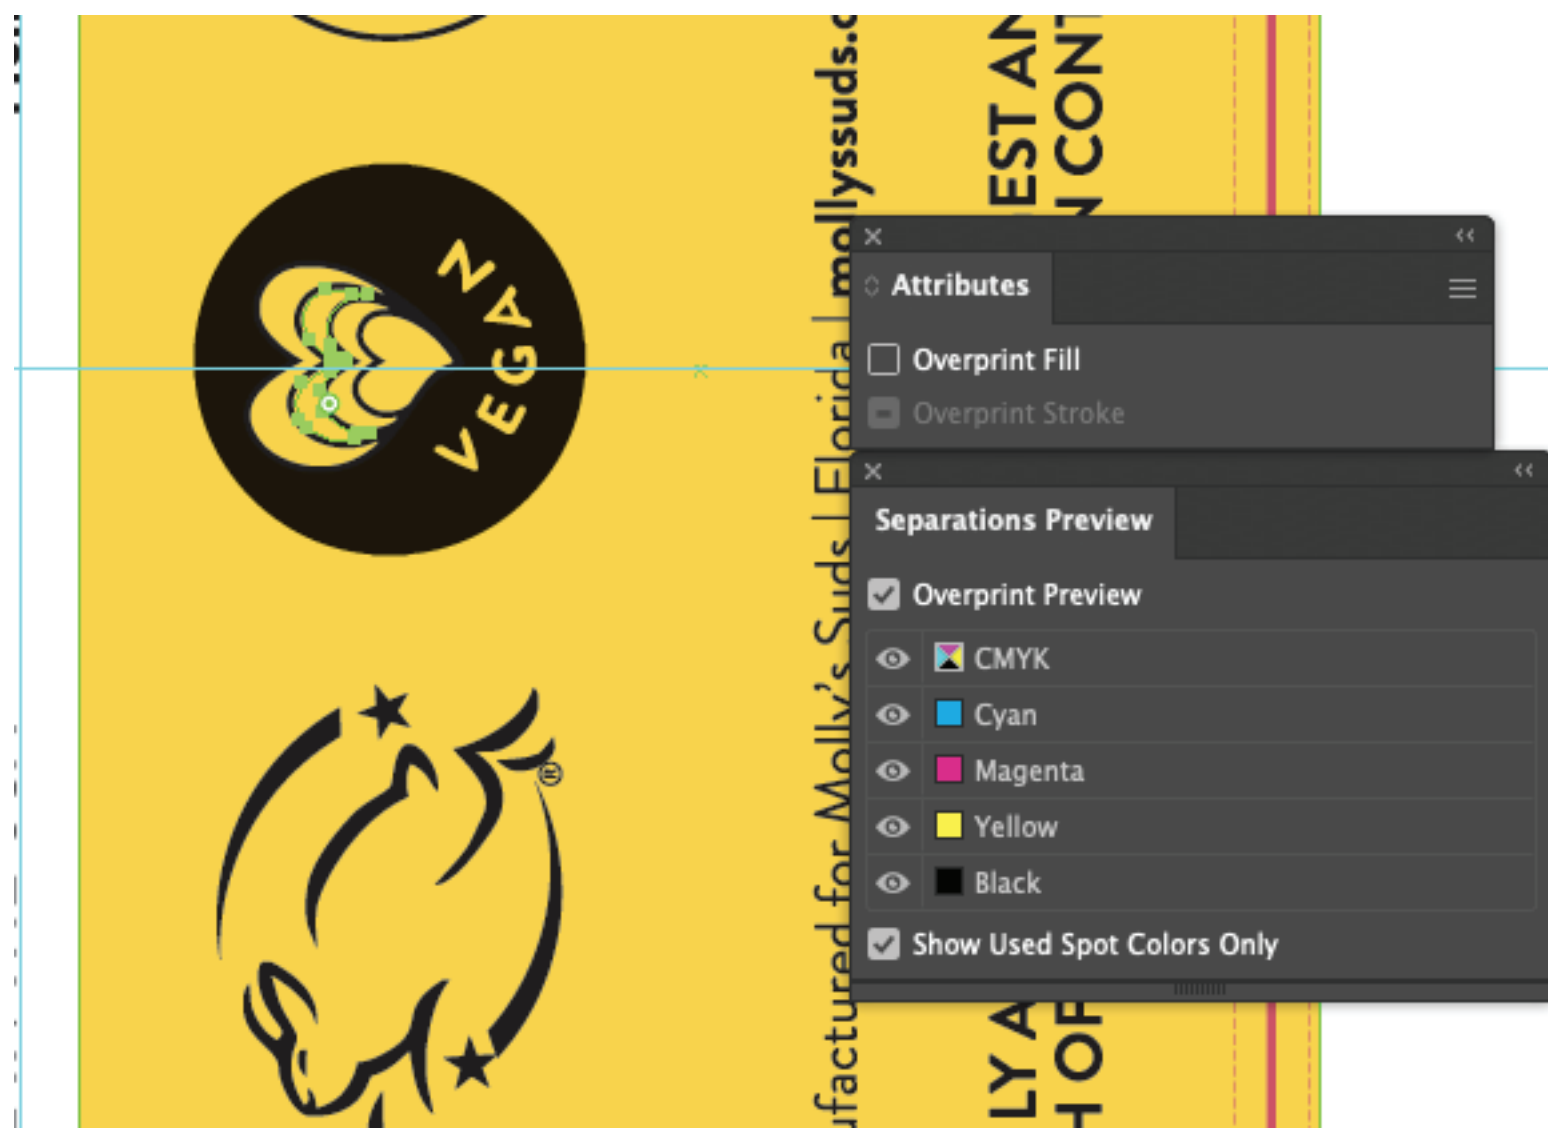 VEGAN
®
mollyssuds.c
ufactured for Molly's Suds | Florida |
EST AN
N CONT
LY A
H OF
Attributes
Overprint Fill
Overprint Stroke
Separations Preview
Overprint Preview
CMYK
Cyan
Magenta
Yellow
Black
Show Used Spot Colors Only